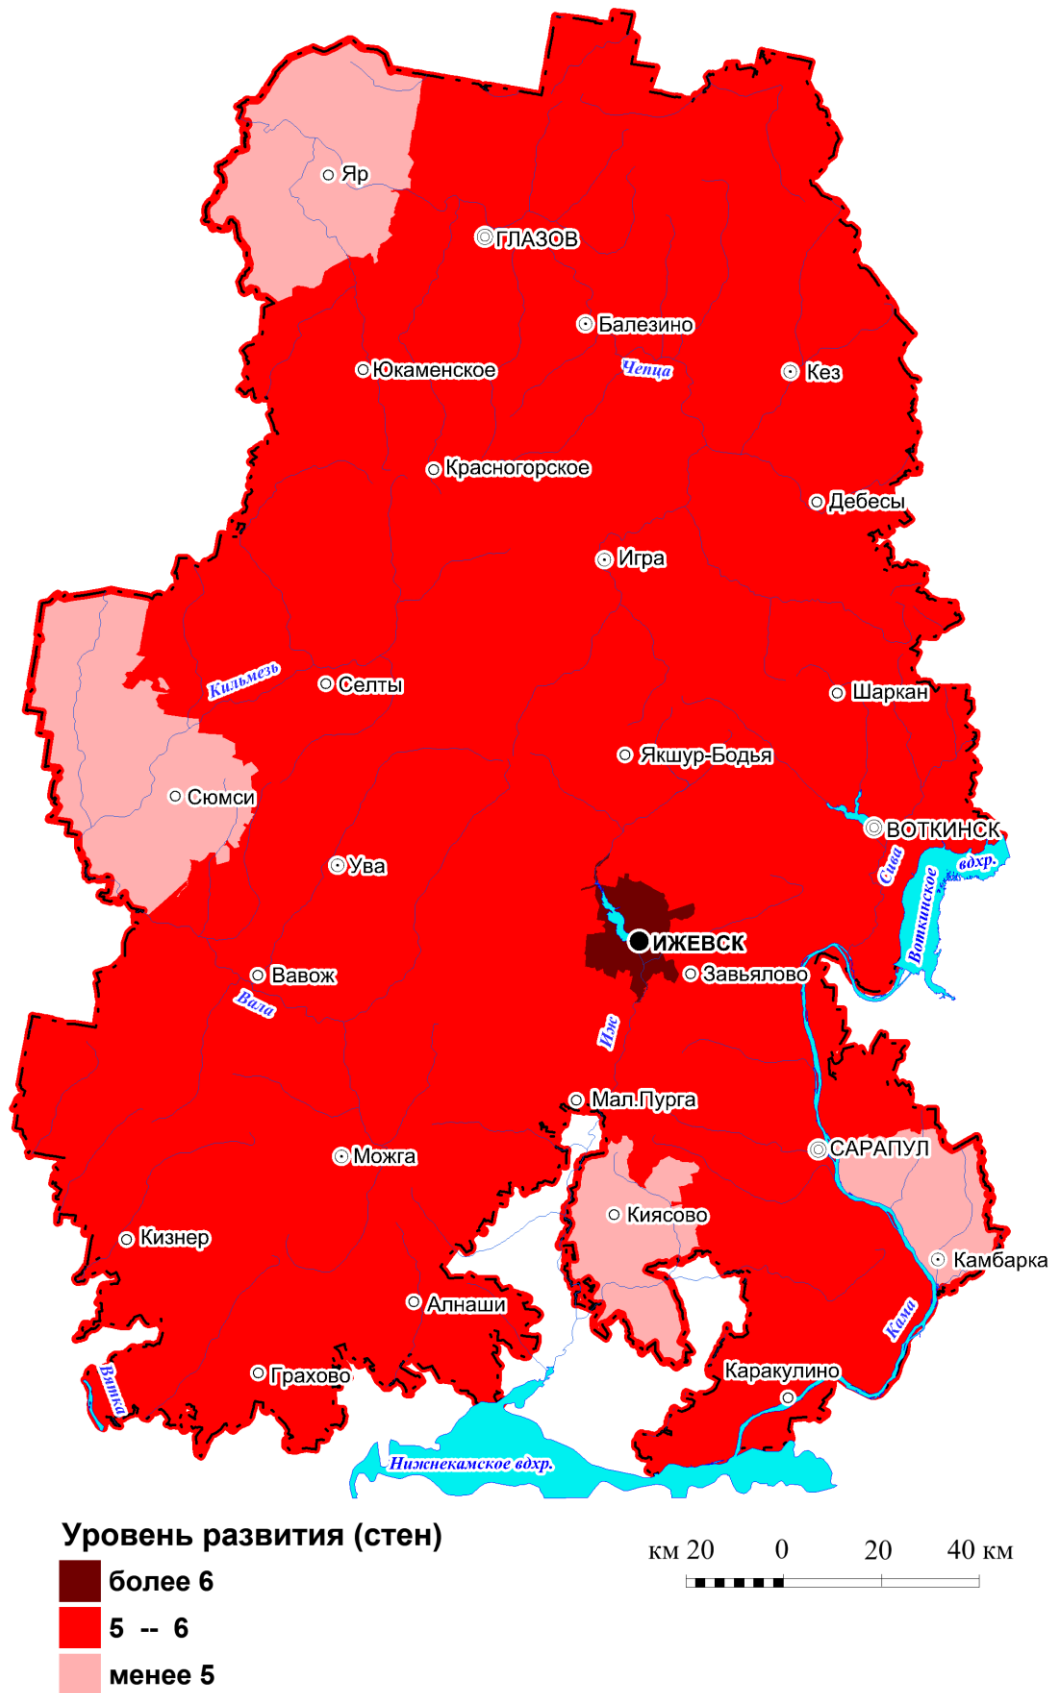 Яр
ГЛАЗОВ
Балезино
Юкаменское
Чепца
Кез
Красногорское
Дебесы
Игра
Кильмезь
Селты
Шаркан
Якшур-Бодья
Сюмси
ВОТКИНСК
Ува
Сива
Воткинское
вдхр.
ИЖЕВСК
Вавож
Завьялово
Вала
Иж
Мал.Пурга
Можга
САРАПУЛ
Киясово
Кизнер
Камбарка
Алнаши
Кама
Грахово
Каракулино
Вятка
Нижнекамское вдхр.
Уровень развития (стен)
более 6
5 -- 6
менее 5
км 20 0 20 40 км